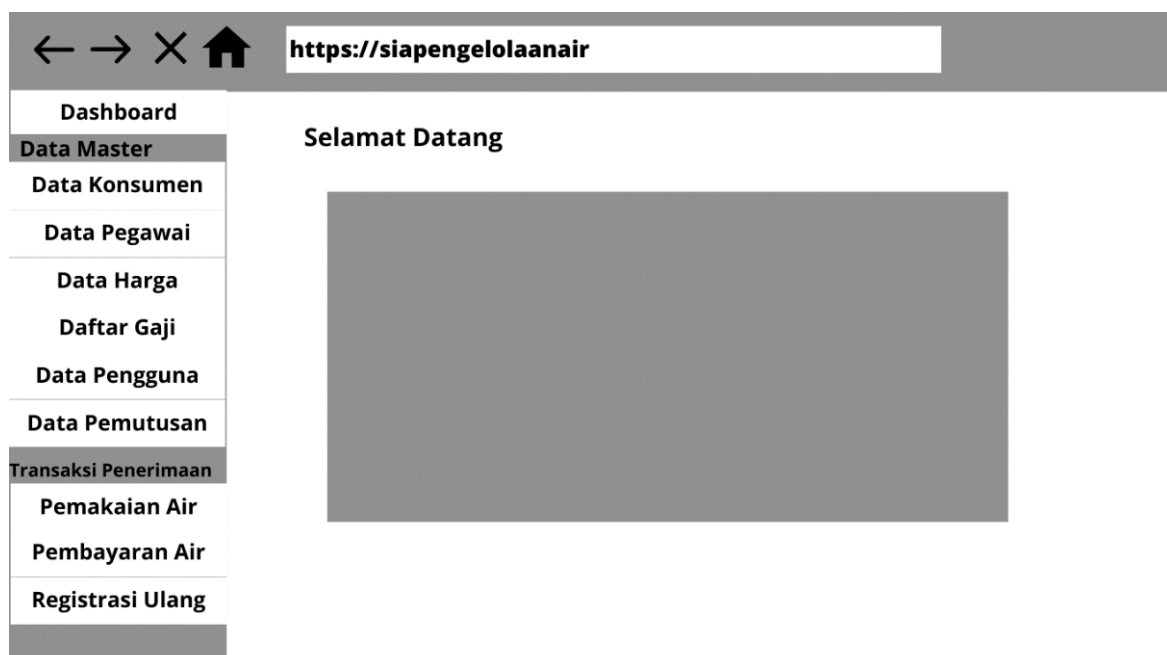 https://siapengelolaanair
Dashboard
Data Master
Data Konsumen
Data Pegawai
Data Harga
Daftar Gaji
Data Pengguna
Data Pemutusan
Transaksi Penerimaan
Pemakaian Air
Pembayaran Air
Registrasi Ulang
Selamat Datang